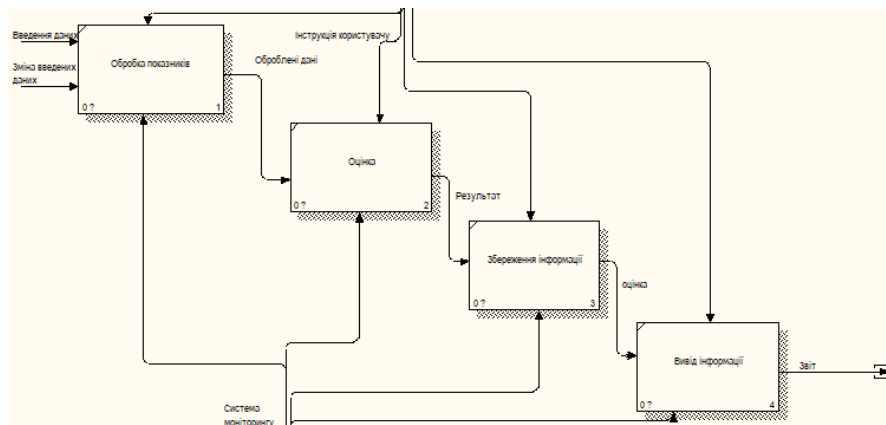 Введення даних
Зміна введених
даних
Обробка показників
0 ?
1
Інструкція користувачу
Оброблені дані
Оцінка
0 ?
2
Результат
Збереження інформації
0 ?
3
оцінка
Вивід інформації
0 ?
4
Звіт
Система
моніторингу